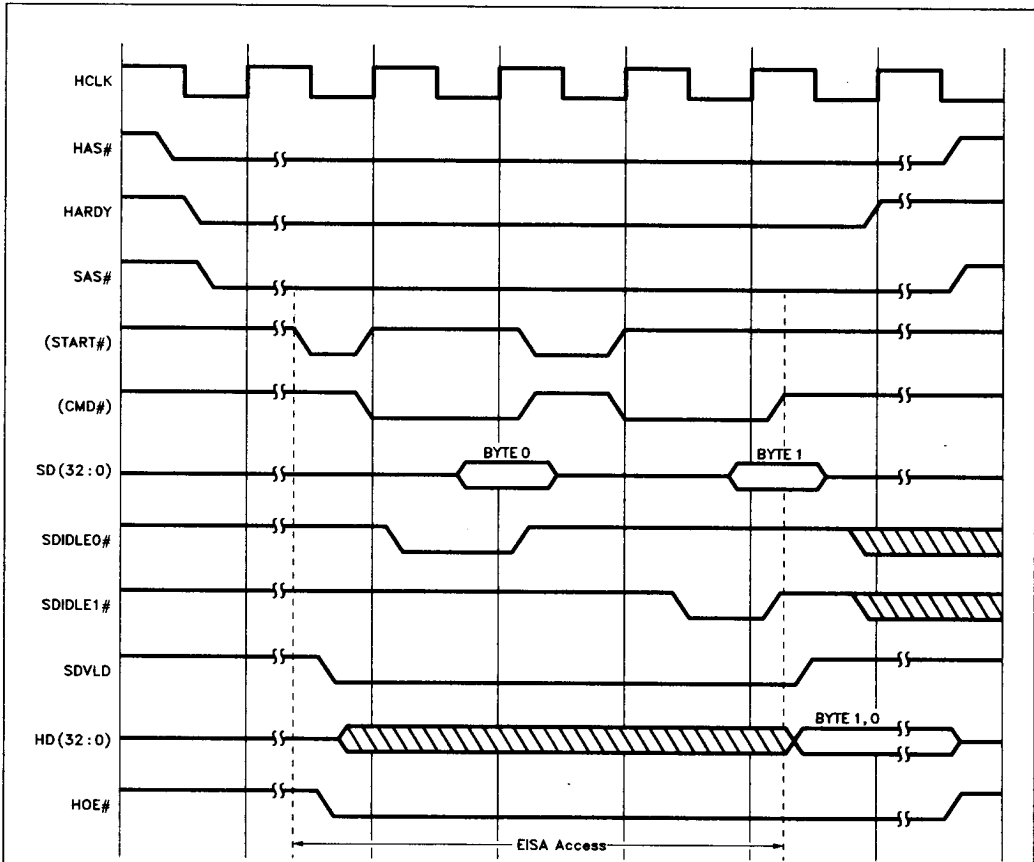 HCLK
HAS#
HARDY
SAS#
(START#)
(CMD#)
BYTE 0
BYTE 1
SD(32:0)
SDIDLE0#
SDIDLE1#
SDVLD
BYTE 1,0
HD(32:0)
HOE#
EISA Access